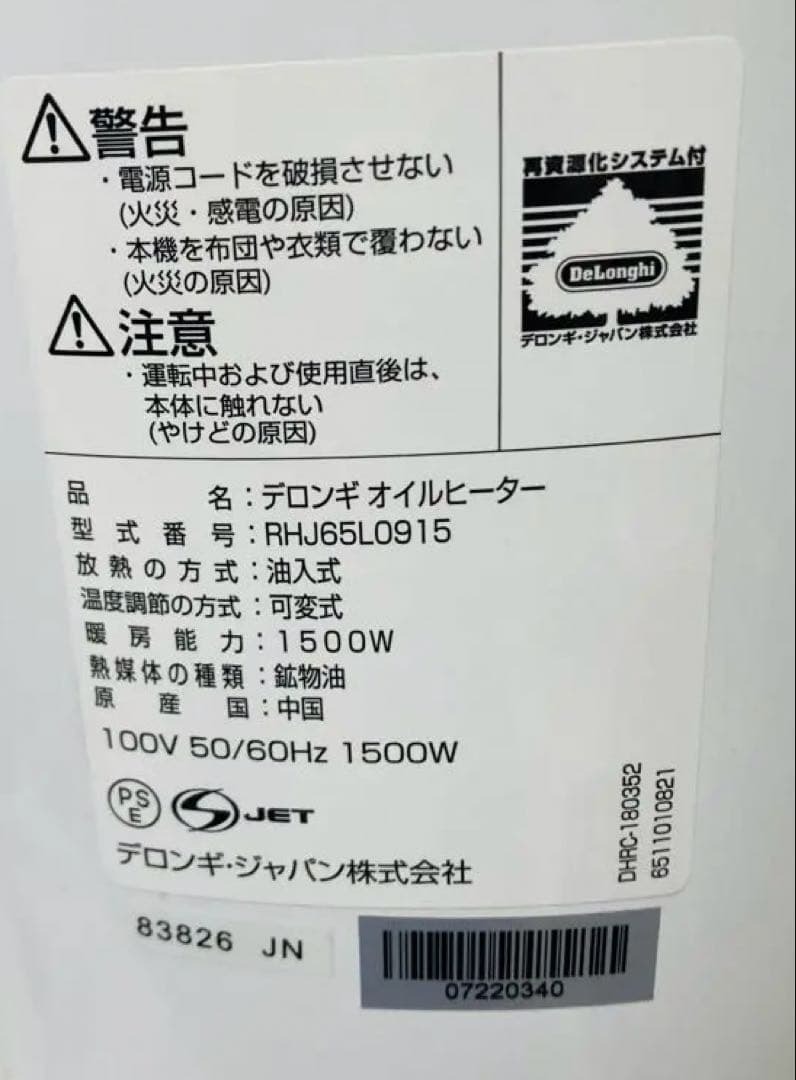 警告
・電源コードを破損させない
(火災・感電の原因)
・本機を布団や衣類で覆わない
(火災の原因)
注意
・運転中および使用直後は、
本体に触れない
(やけどの原因)
再資源化システム付
DeLonghi
デロンギ・ジャパン株式会社
品名：デロンギ オイルヒーター
型式番号：RHJ65L0915
放熱の方式：油入式
温度調節の方式：可変式
暖房能力：1500W
熱媒体の種類：鉱物油
原産国：中国
100V 50/60Hz 1500W
PSE
S JET
デロンギ・ジャパン株式会社
DHRC-180352
6511010821
83826 JN
07220340